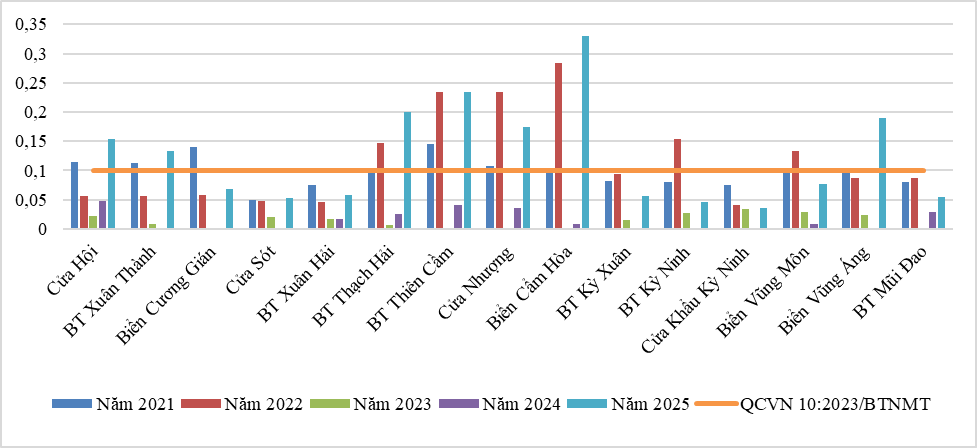 0,35
0,3
0,25
0,2
0,15
0,1
0,05
0
Cửa Hội
BT Xuân Thành
Biển Cương Gián
Cửa Sót
BT Xuân Hải
BT Thạch Hải
BT Thiên Cầm
Cửa Nhượng
Biển Cẩm Hòa
BT Kỳ Xuân
BT Kỳ Ninh
Cửa Khẩu Kỳ Ninh
Biển Vũng Môn
Biển Vũng Áng
BT Mũi Đao
Năm 2021 Năm 2022 Năm 2023 Năm 2024 Năm 2025 QCVN 10:2023/BTNMT